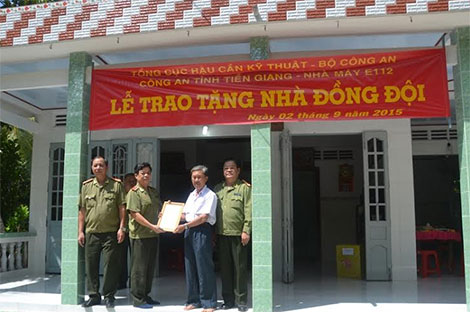 TỔNG CỤC HẬU CẦN KỸ THUẬT - BỘ CÔNG AN
CÔNG AN TỈNH TIỀN GIANG - NHÀ MÁY E112
LỄ TRAO TẶNG NHÀ ĐỒNG ĐỘI
Ngày 02 tháng 9 năm 2015